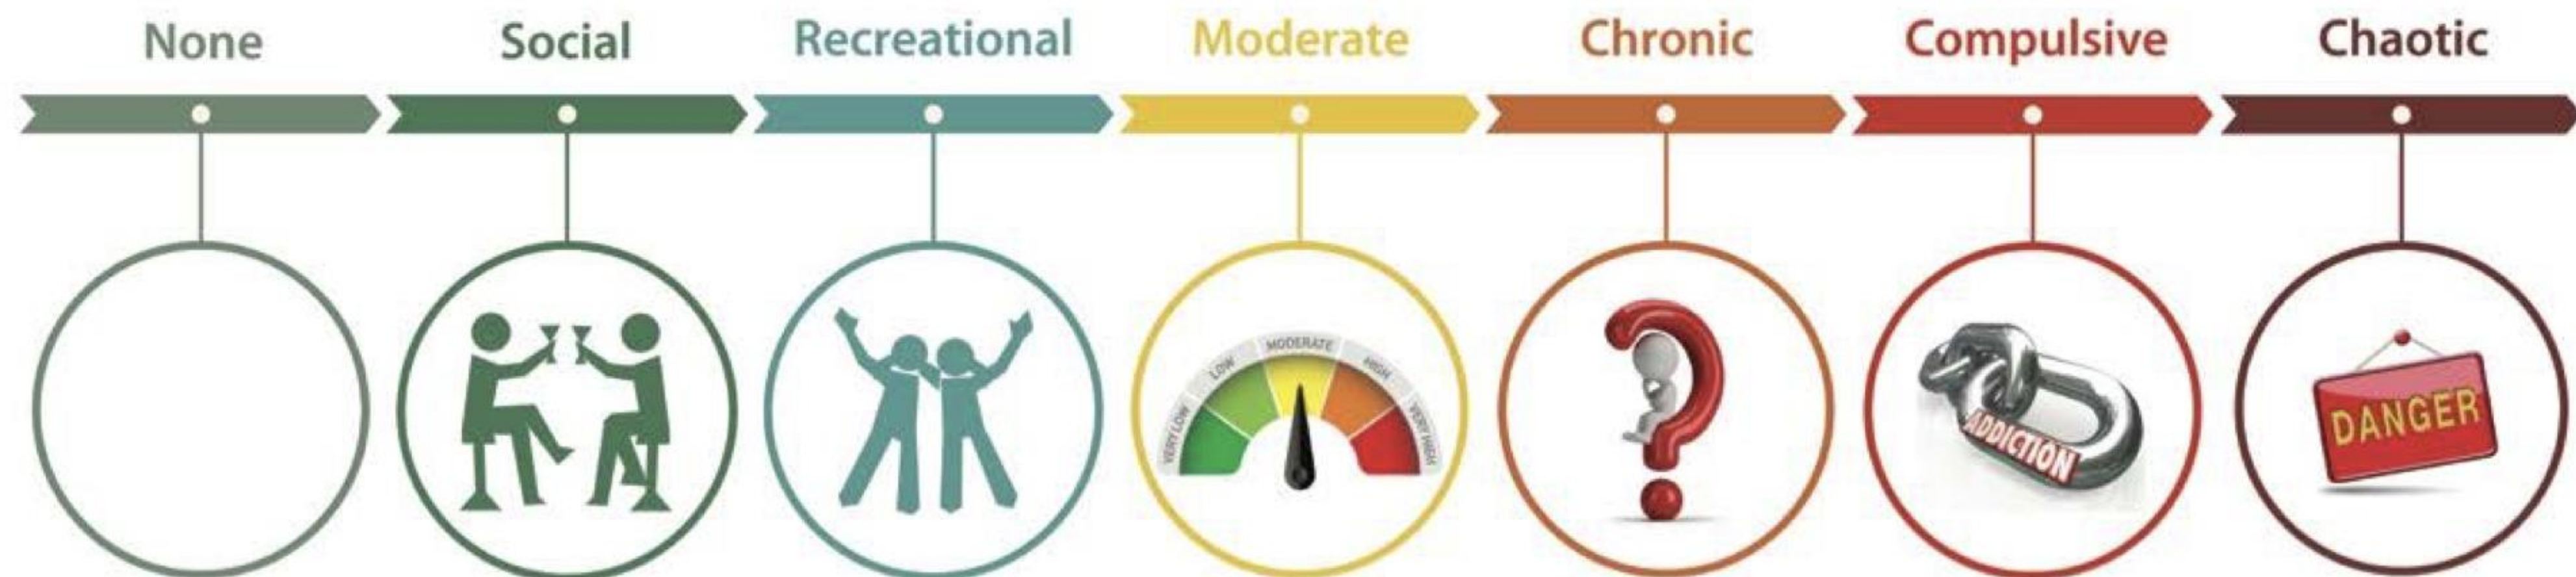 None
Social
Recreational
Moderate
Chronic
Compulsive
Chaotic
VERY LOW
LOW
MODERATE
HIGH
VERY HIGH
ADDICTION
DANGER